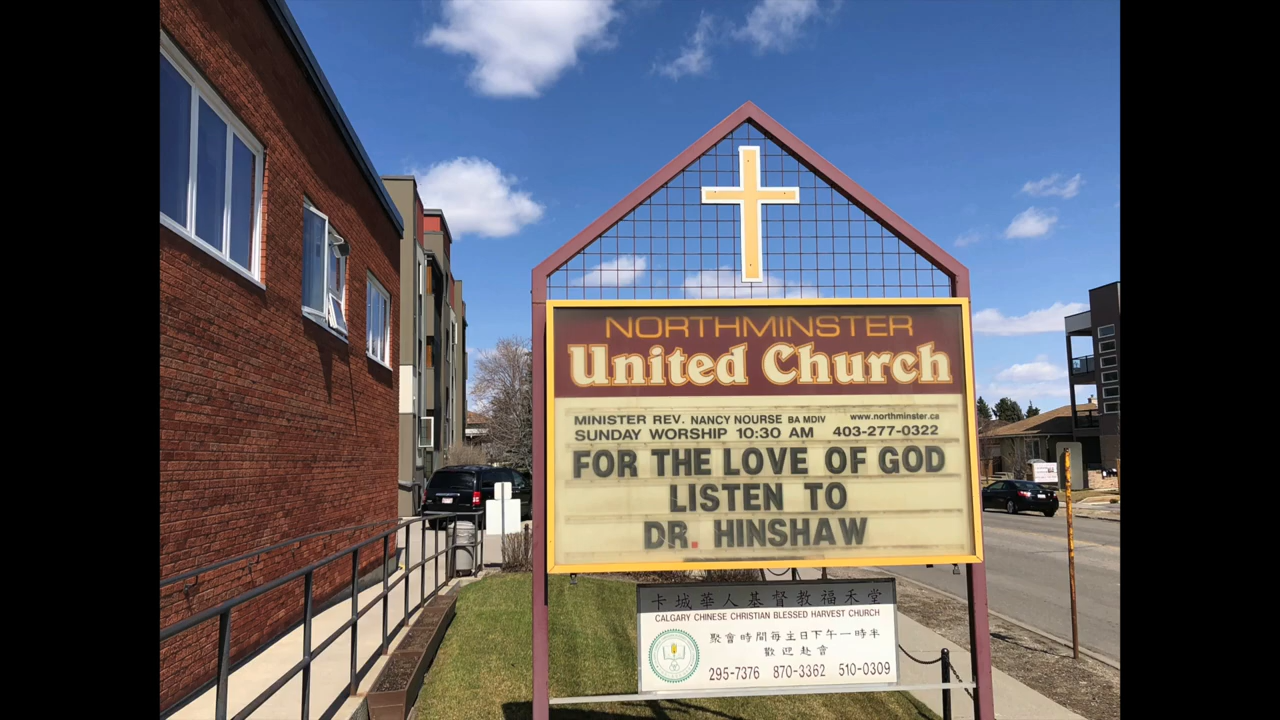 NORTHMINSTER
United Church
MINISTER REV. NANCY NOURSE BA MDIV www.northminster.ca
SUNDAY WORSHIP 10:30 AM 403-277-0322
FOR THE LOVE OF GOD
LISTEN TO
DR. HINSHAW
卡城華人基督教福禾堂
CALGARY CHINESE CHRISTIAN BLESSED HARVEST CHURCH
聚會時間每主日下午一時半
歡迎赴會
295-7376 870-3362 510-0309